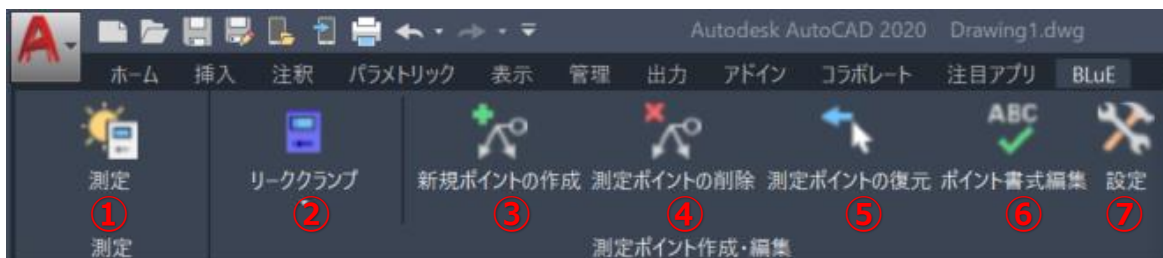 Autodesk AutoCAD 2020 Drawing1.dwg
ホーム 挿入 注釈 パラメトリック 表示 管理 出力 アドイン コラボレート 注目アプリ BLuE
ABC
測定 リーククランプ 新規ポイントの作成 測定ポイントの削除 測定ポイントの復元 ポイント書式編集 設定
① ② ③ ④ ⑤ ⑥ ⑦
測定 測定ポイント作成・編集